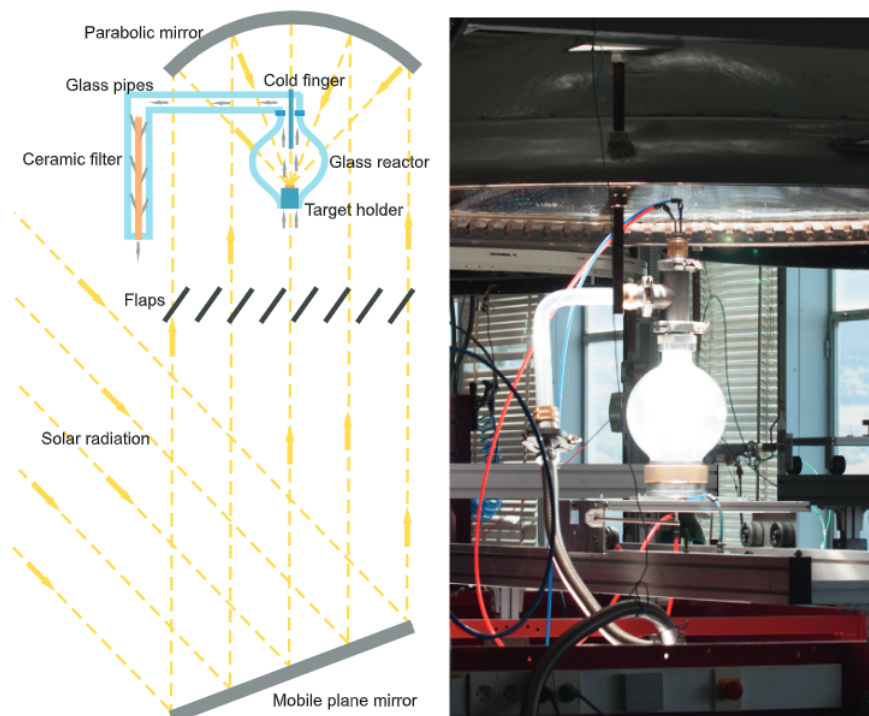 Parabolic mirror
Glass pipes
Cold finger
Ceramic filter
Glass reactor
Target holder
Flaps
Solar radiation
Mobile plane mirror